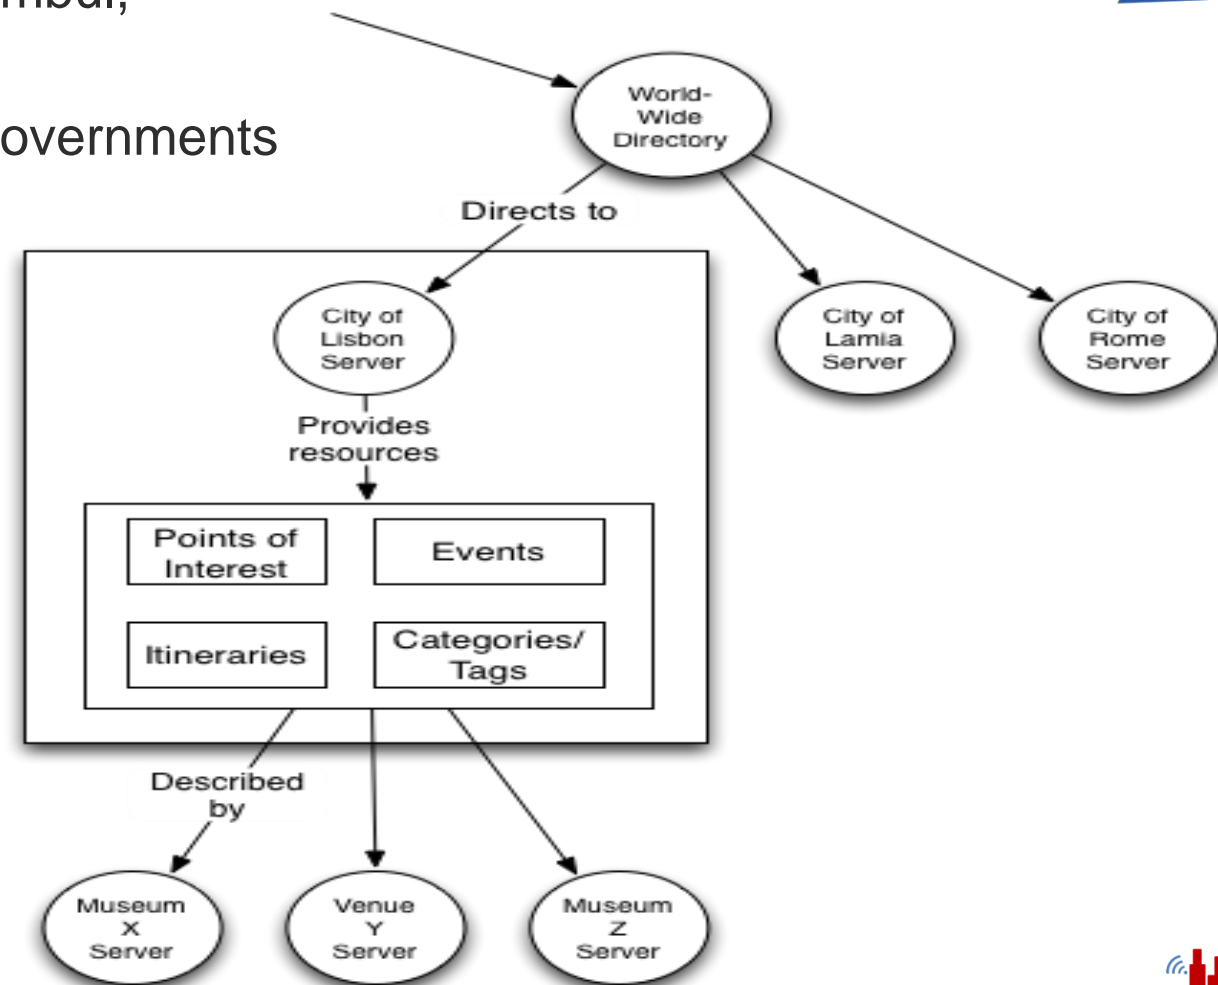 overnments
World-
Wide
Directory
Directs to
City of
Lisbon
Server
City of
Lamia
Server
City of
Rome
Server
Provides
resources
Points of
Interest
Events
Itineraries
Categories/
Tags
Described
by
Museum
X
Server
Venue
Y
Server
Museum
Z
Server